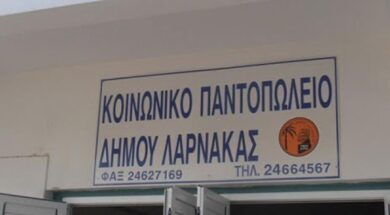 ΚΟΙΝΩΝΙΚΟ ΠΑΝΤΟΠΩΛΕΙΟ
ΔΗΜΟΥ ΛΑΡΝΑΚΑΣ
ΦΑΞ 24627169 ΤΗΛ. 24664567